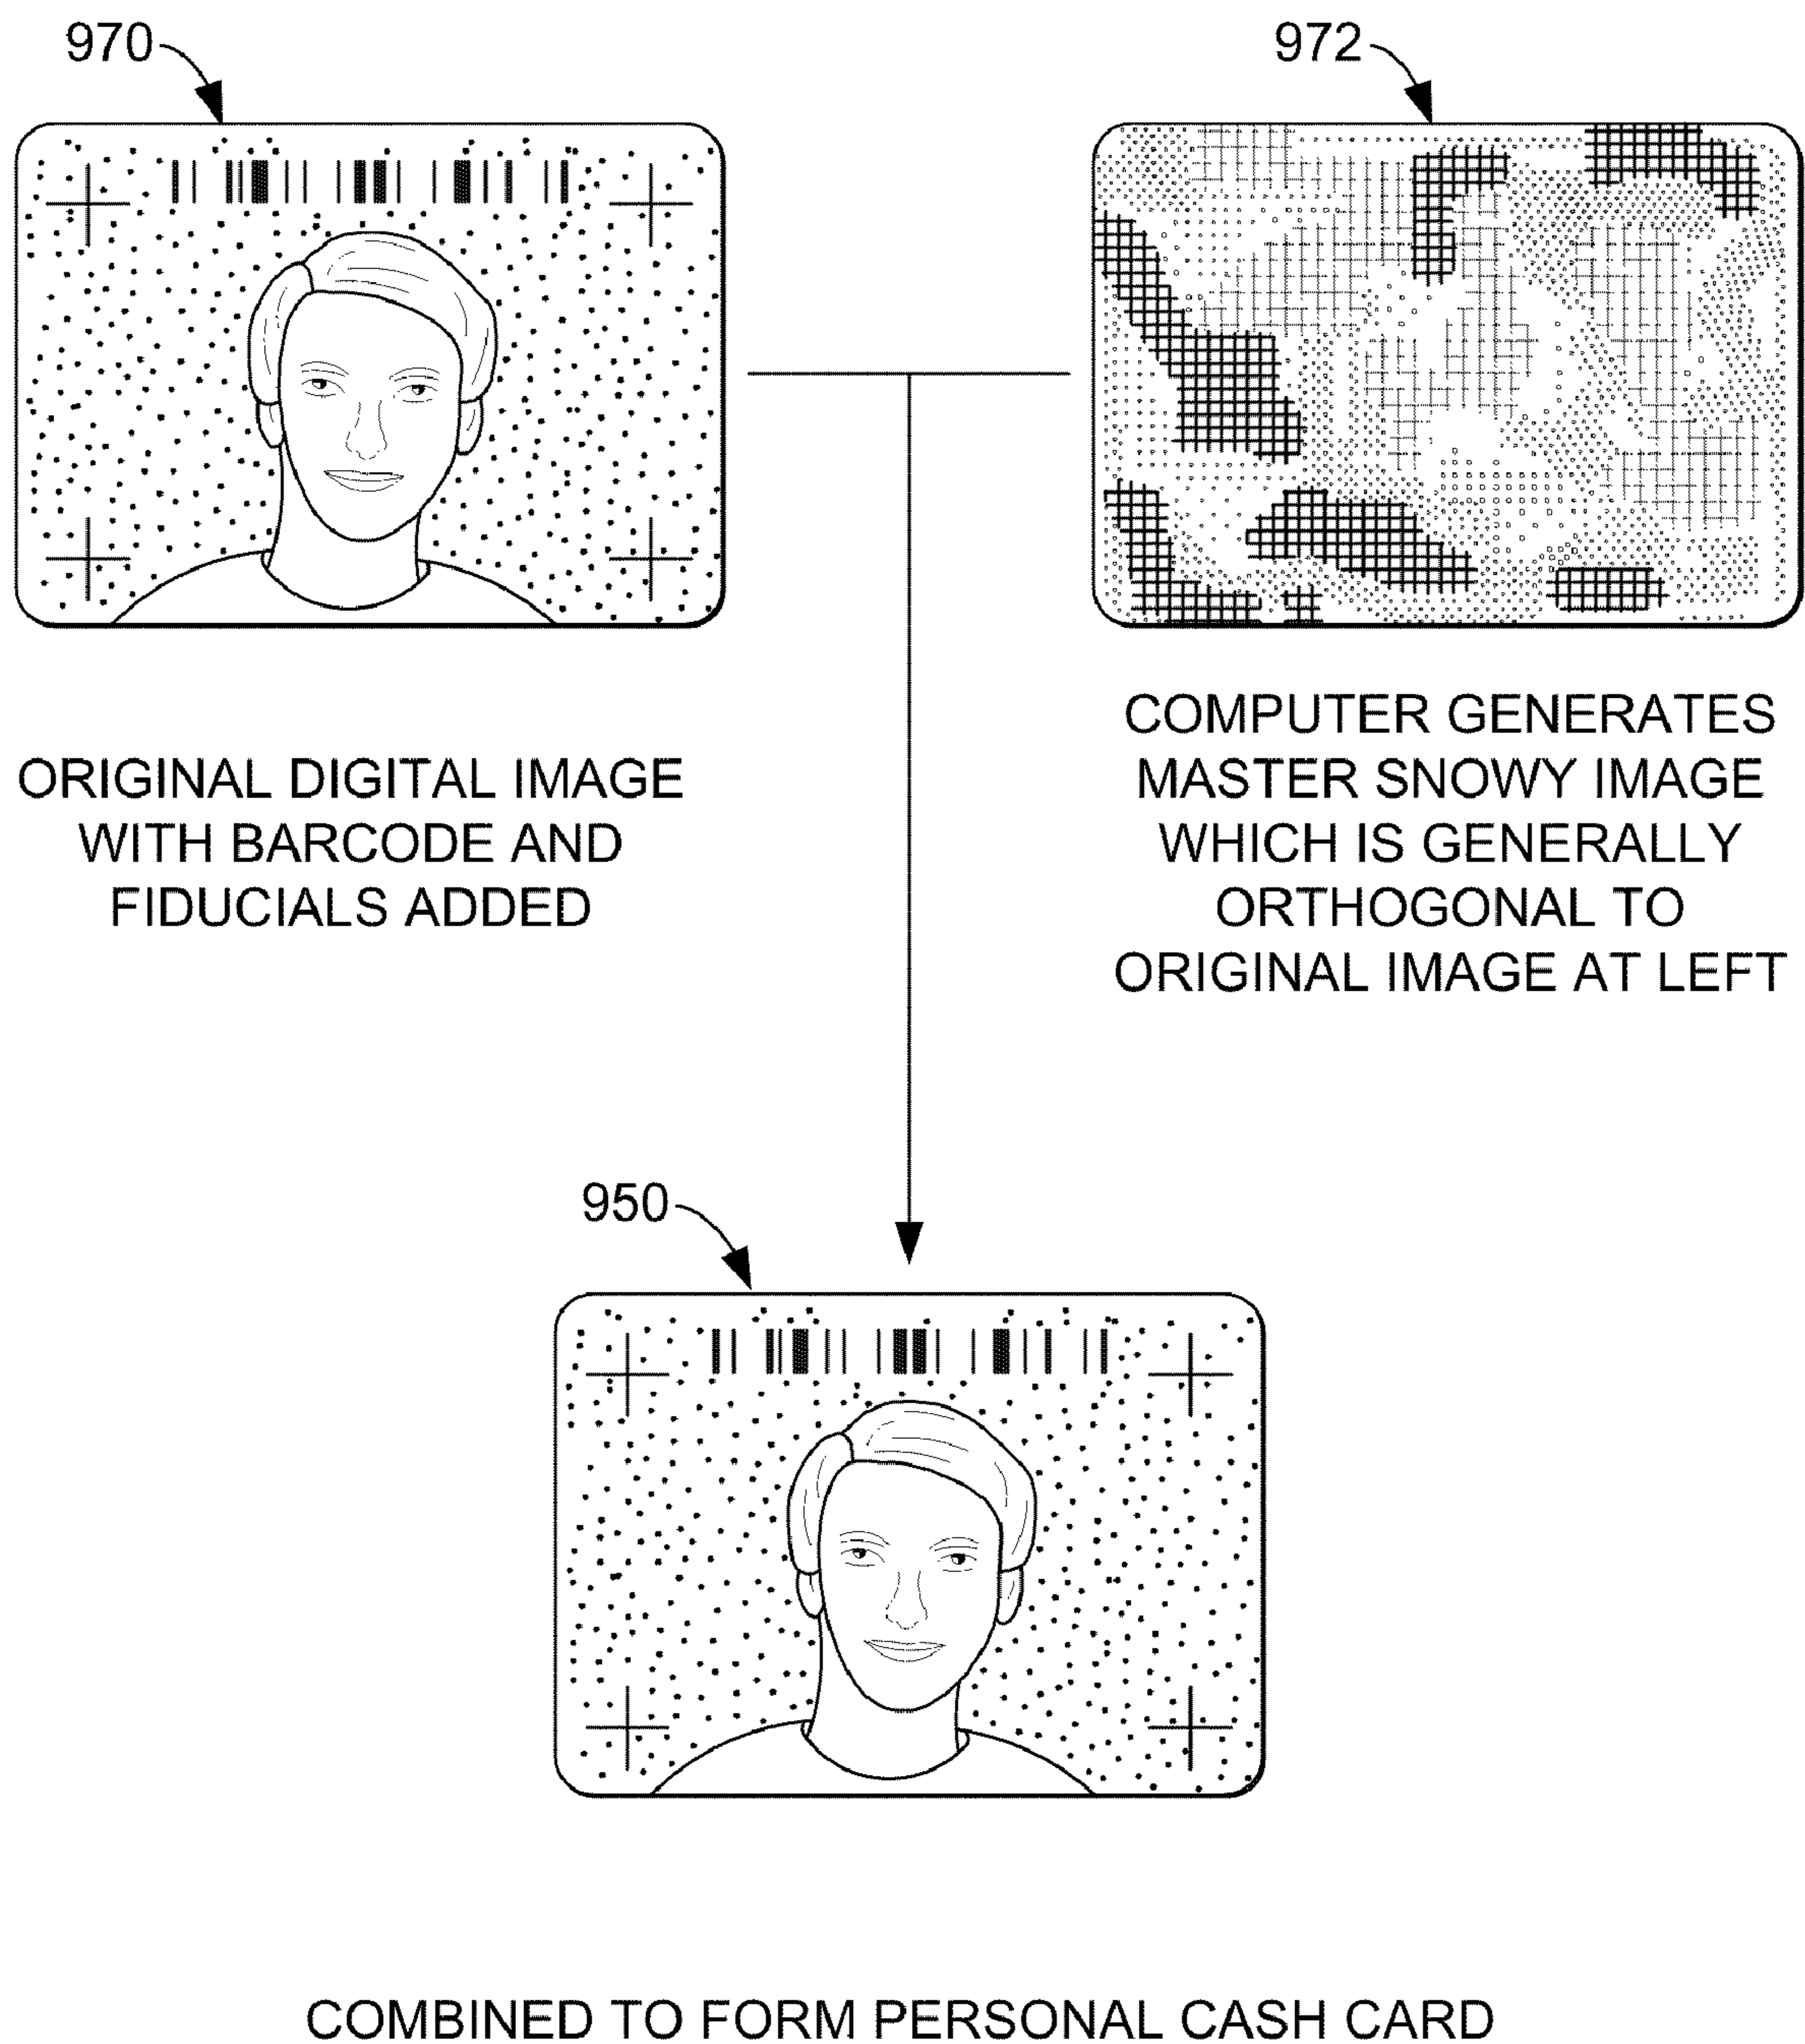 970
972
ORIGINAL DIGITAL IMAGE
WITH BARCODE AND
FIDUCIALS ADDED
COMPUTER GENERATES
MASTER SNOWY IMAGE
WHICH IS GENERALLY
ORTHOGONAL TO
ORIGINAL IMAGE AT LEFT
950
COMBINED TO FORM PERSONAL CASH CARD